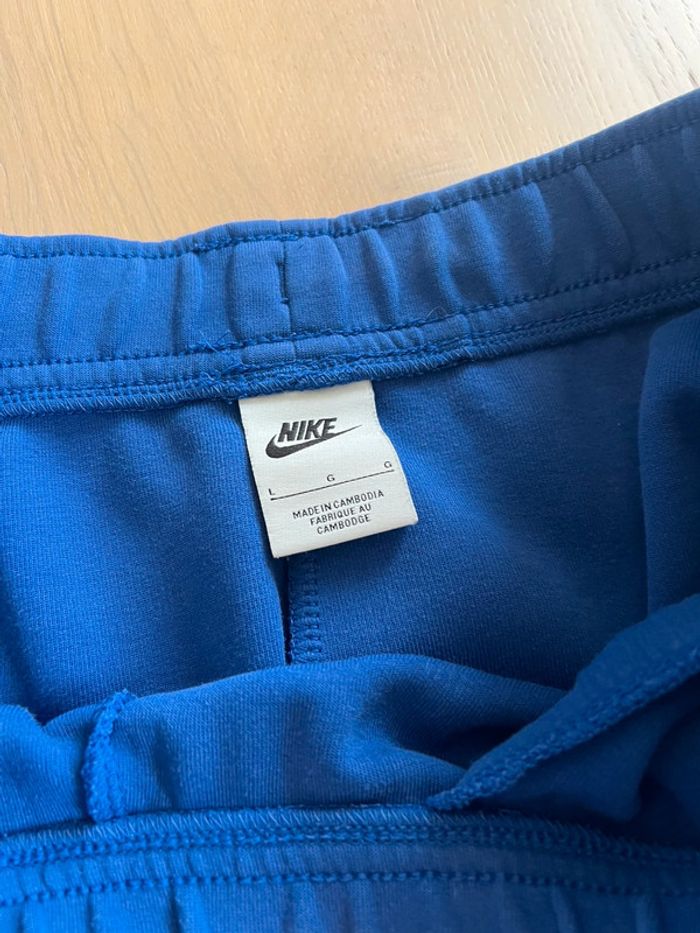 NIKE
L G G
MADE IN CAMBODIA
FABRIQUE AU
CAMBODGE